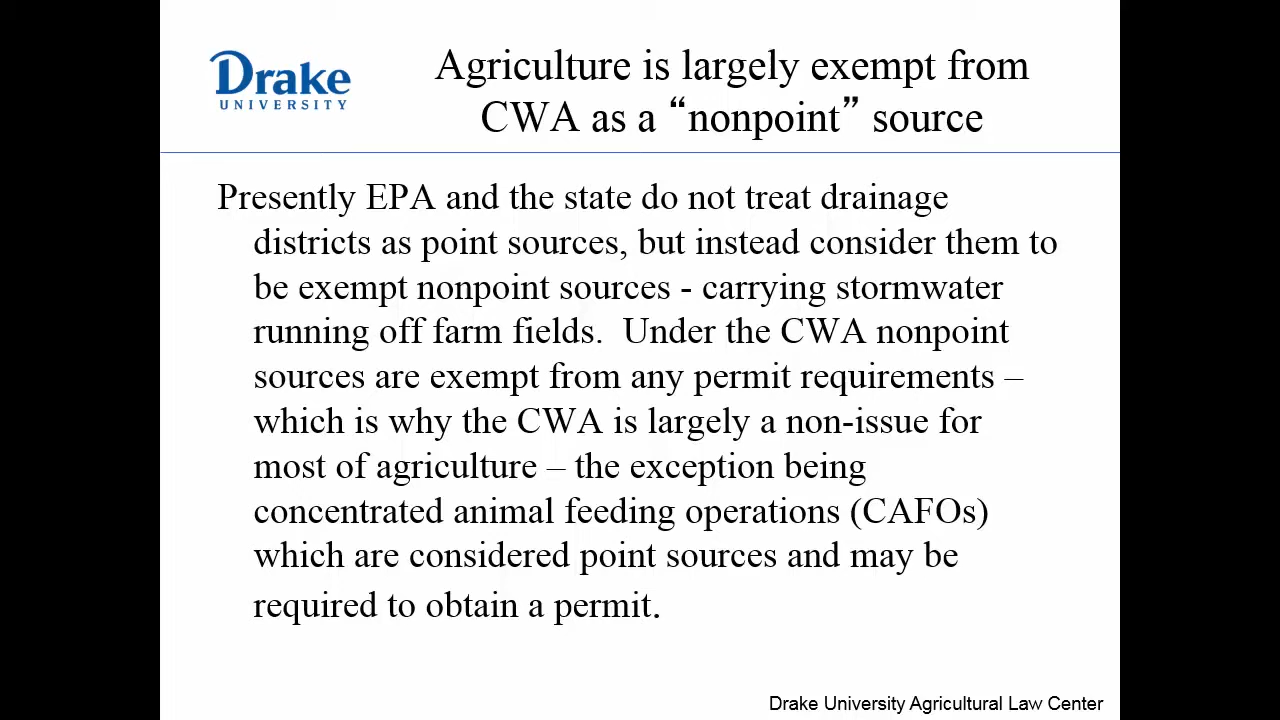 Drake
UNIVERSITY
Agriculture is largely exempt from
CWA as a “nonpoint” source
Presently EPA and the state do not treat drainage
districts as point sources, but instead consider them to
be exempt nonpoint sources - carrying stormwater
running off farm fields.  Under the CWA nonpoint
sources are exempt from any permit requirements –
which is why the CWA is largely a non-issue for
most of agriculture – the exception being
concentrated animal feeding operations (CAFOs)
which are considered point sources and may be
required to obtain a permit.
Drake University Agricultural Law Center